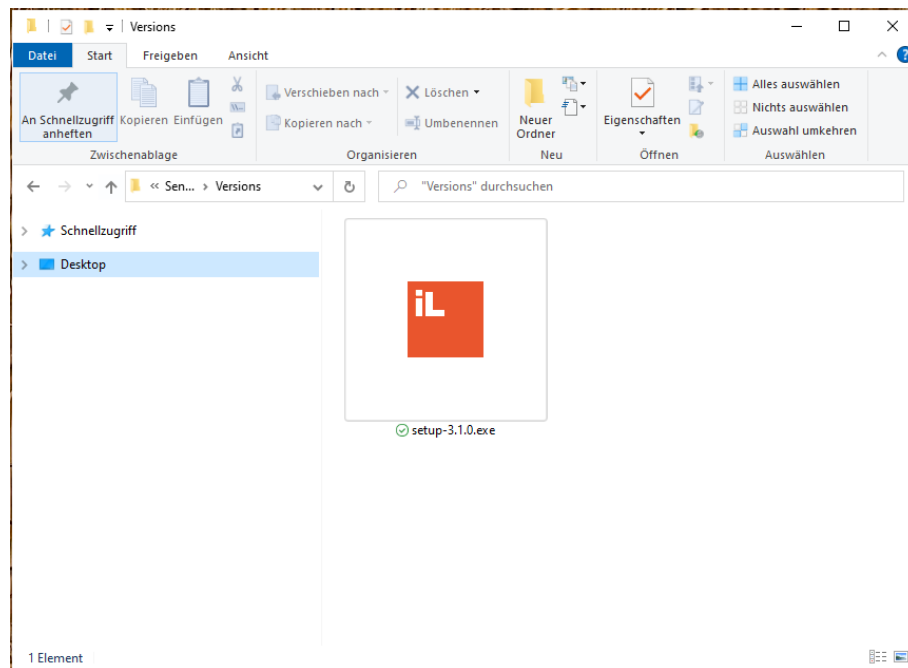 Versions
Datei Start Freigeben Ansicht
An Schnellzugriff anheften
Kopieren
Einfügen
Zwischenablage
Verschieben nach
Kopieren nach
Löschen
Umbenennen
Organisieren
Neuer Ordner
Neu
Eigenschaften
Öffnen
Alles auswählen
Nichts auswählen
Auswahl umkehren
Auswählen
« Sen... › Versions
"Versions" durchsuchen
Schnellzugriff
Desktop
iL
setup-3.1.0.exe
1 Element